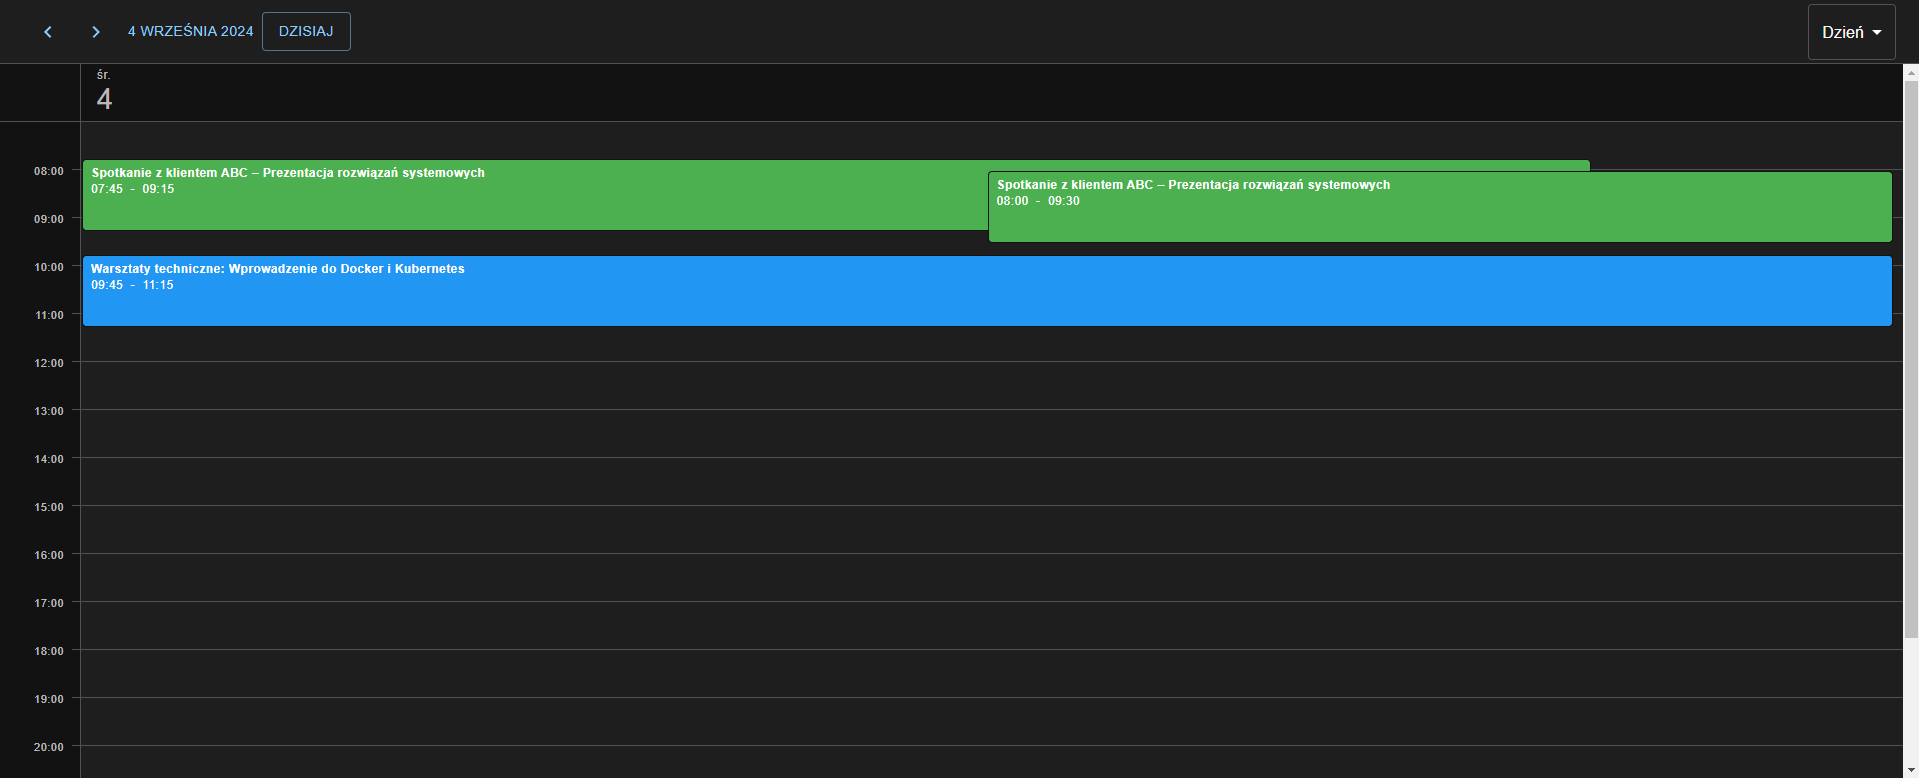 4 WRZEŚNIA 2024
DZISIAJ
Dzień
śr.
4
08:00
Spotkanie z klientem ABC – Prezentacja rozwiązań systemowych
07:45 - 09:15
Spotkanie z klientem ABC – Prezentacja rozwiązań systemowych
08:00 - 09:30
09:00
10:00
Warsztaty techniczne: Wprowadzenie do Docker i Kubernetes
09:45 - 11:15
11:00
12:00
13:00
14:00
15:00
16:00
17:00
18:00
19:00
20:00